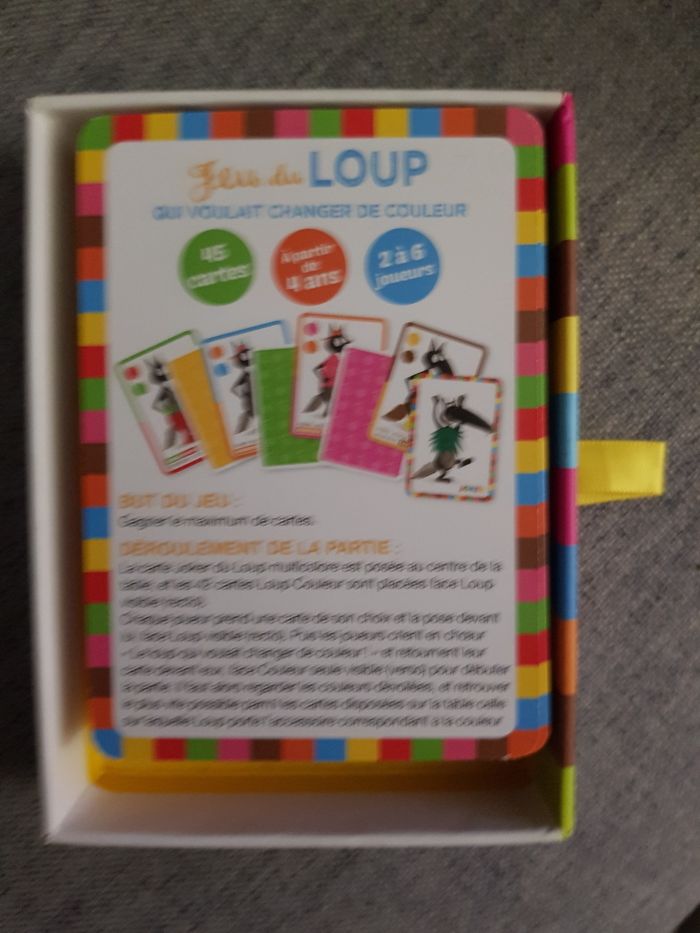 Jeu du LOUP
QUI VOULAIT CHANGER DE COULEUR
45
cartes
à partir
de
4 ans
2 à 6
joueurs
BUT DU JEU :
Gagner le maximum de cartes.
DÉROULEMENT DE LA PARTIE :
La carte Joker du Loup multicolore est posée au centre de la
table, et les 45 cartes Loup Couleur sont placées face Loup
visible (recto).
Chaque joueur prend une carte de son choix et la pose devant
lui, face Loup visible (recto). Puis les joueurs crient en chœur
« Le loup qui voulait changer de couleur ! » et retournent leur
carte devant eux, face Couleur seule visible (verso) pour débuter
la partie. Il faut alors regarder les couleurs dévoilées, et retrouver
le plus vite possible parmi les cartes disposées sur la table celle
sur laquelle Loup porte l'accessoire correspondant à la couleur